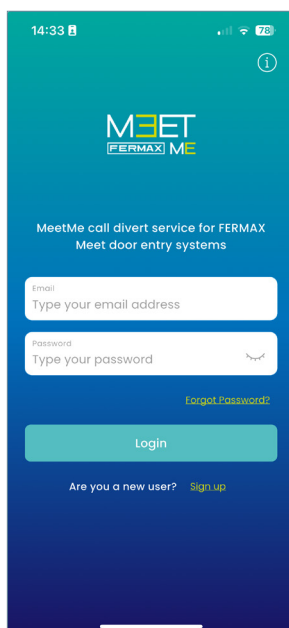 14:33
78
i
MEET
FERMAX ME
MeetMe call divert service for FERMAX
Meet door entry systems
Email
Type your email address
Password
Type your password
Forgot Password?
Login
Are you a new user? Sign up